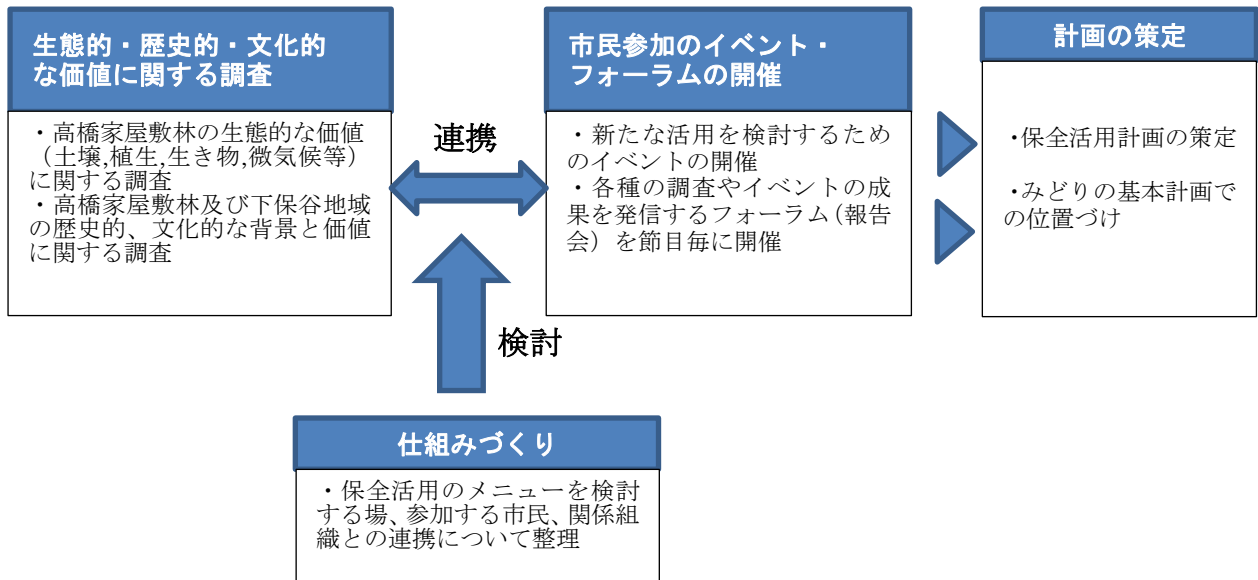 生態的・歴史的・文化的
な価値に関する調査
・高橋家屋敷林の生態的な価値
（土壌,植生,生き物,微気候等）
に関する調査
・高橋家屋敷林及び下保谷地域
の歴史的、文化的な背景と価値
に関する調査
連携
市民参加のイベント・
フォーラムの開催
・新たな活用を検討するため
のイベントの開催
・各種の調査やイベントの成
果を発信するフォーラム（報告
会）を節目毎に開催
計画の策定
・保全活用計画の策定
・みどりの基本計画で
の位置づけ
検討
仕組みづくり
・保全活用のメニューを検討
する場、参加する市民、関係組
織との連携について整理